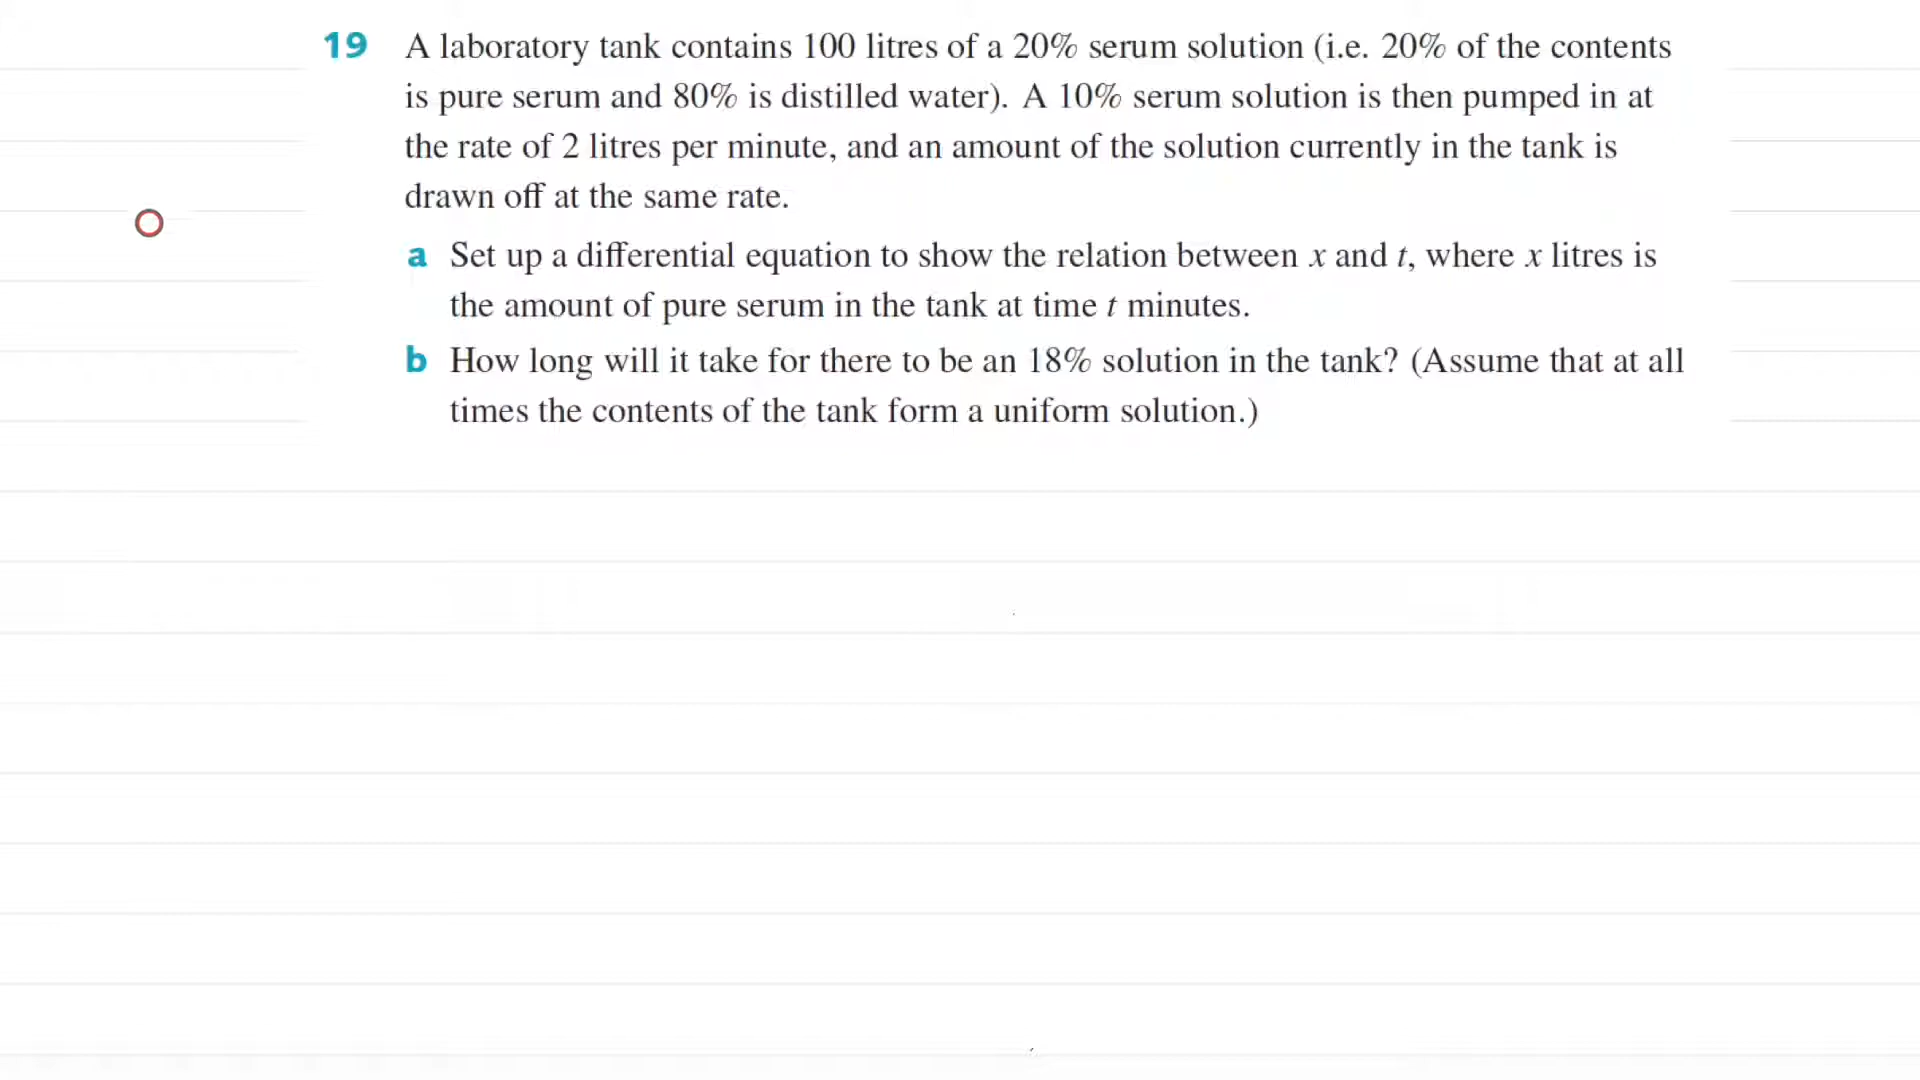 19 A laboratory tank contains 100 litres of a 20% serum solution (i.e. 20% of the contents
is pure serum and 80% is distilled water). A 10% serum solution is then pumped in at
the rate of 2 litres per minute, and an amount of the solution currently in the tank is
drawn off at the same rate.
a Set up a differential equation to show the relation between x and t, where x litres is
the amount of pure serum in the tank at time t minutes.
b How long will it take for there to be an 18% solution in the tank? (Assume that at all
times the contents of the tank form a uniform solution.)